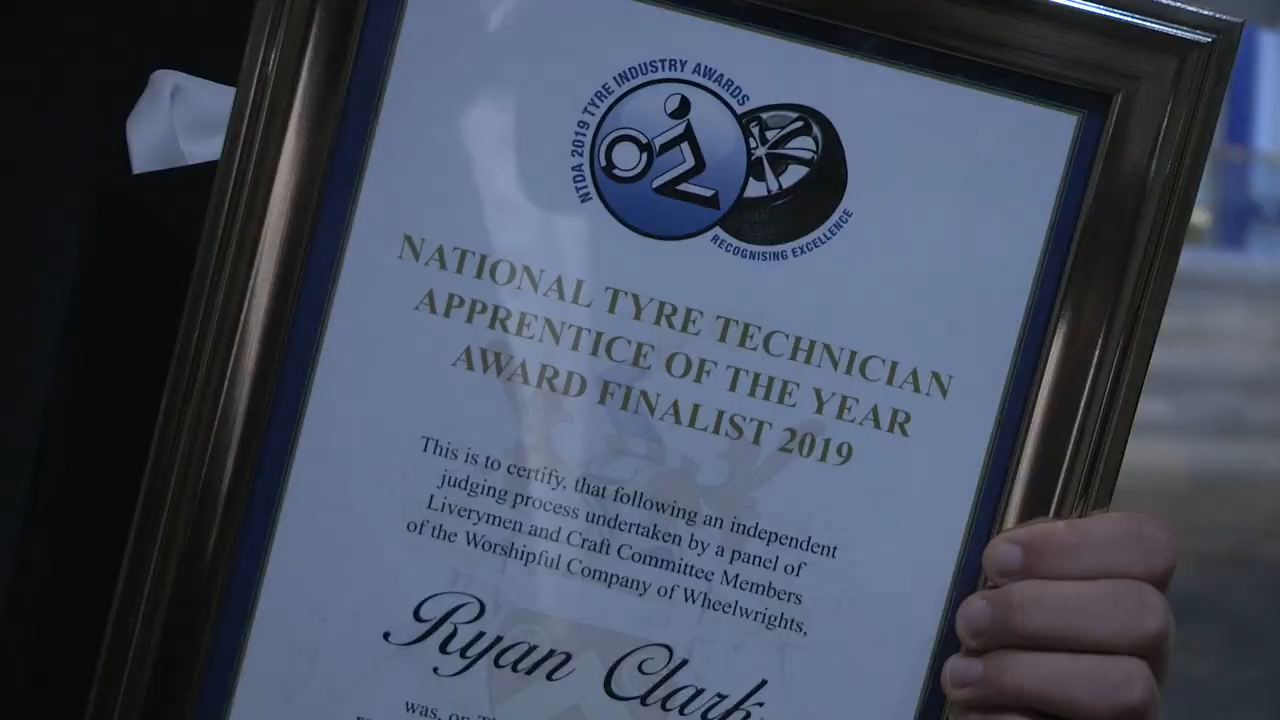 NTDA 2019 TYRE INDUSTRY AWARDS
RECOGNISING EXCELLENCE
NATIONAL TYRE TECHNICIAN
APPRENTICE OF THE YEAR
AWARD FINALIST 2019
This is to certify, that following an independent
judging process undertaken by a panel of
Liverymen and Craft Committee Members
of the Worshipful Company of Wheelwrights,
Ryan Clark
was, on